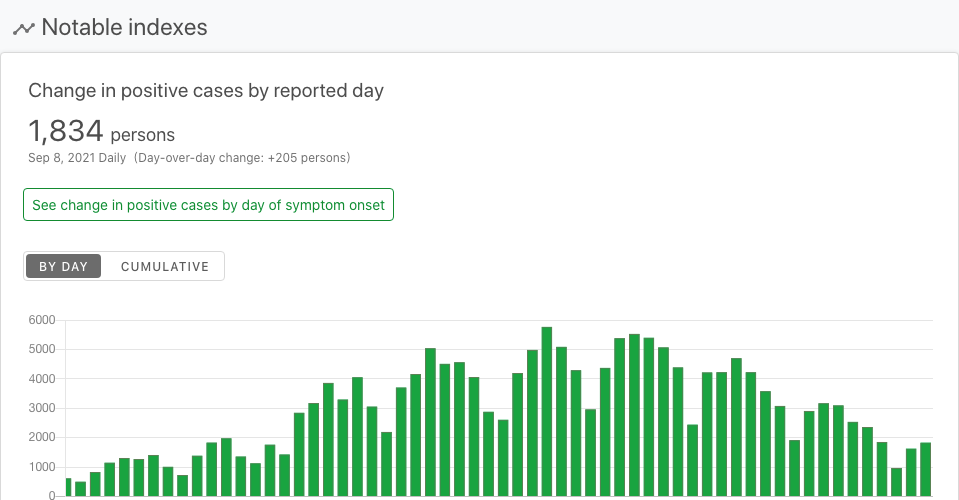 Notable indexes
Change in positive cases by reported day
1,834 persons
Sep 8, 2021 Daily (Day-over-day change: +205 persons)
See change in positive cases by day of symptom onset
BY DAY CUMULATIVE
6000
5000
4000
3000
2000
1000
0